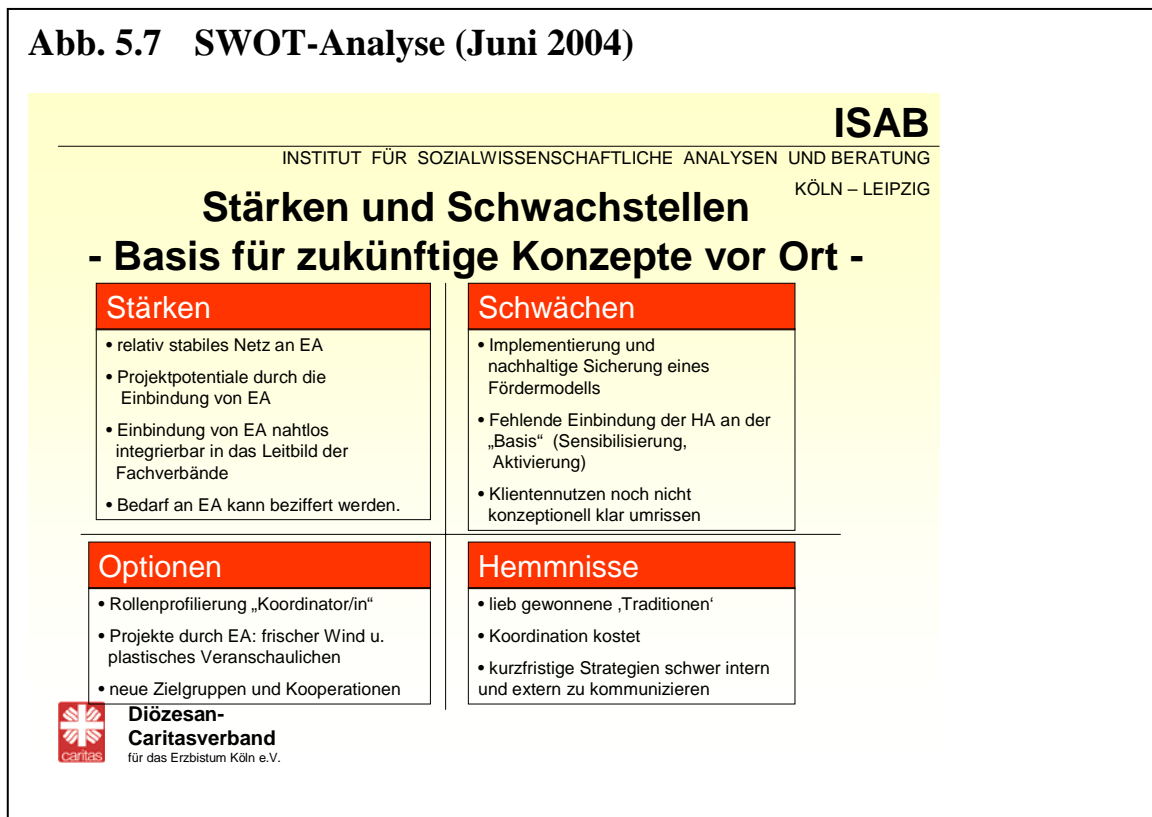 Abb. 5.7 SWOT-Analyse (Juni 2004)
ISAB
INSTITUT FÜR SOZIALWISSENSCHAFTLICHE ANALYSEN UND BERATUNG
KÖLN – LEIPZIG
Stärken und Schwachstellen
- Basis für zukünftige Konzepte vor Ort -
Stärken
• relativ stabiles Netz an EA
• Projektpotentiale durch die
Einbindung von EA
• Einbindung von EA nahtlos
integrierbar in das Leitbild der
Fachverbände
• Bedarf an EA kann beziffert werden.
Schwächen
• Implementierung und
nachhaltige Sicherung eines
Fördermodells
• Fehlende Einbindung der HA an der
„Basis“ (Sensibilisierung,
Aktivierung)
• Klientennutzen noch nicht
konzeptionell klar umrissen
Optionen
• Rollenprofilierung „Koordinator/in“
• Projekte durch EA: frischer Wind u.
plastisches Veranschaulichen
• neue Zielgruppen und Kooperationen
Hemmnisse
• lieb gewonnene ‚Traditionen‘
• Koordination kostet
• kurzfristige Strategien schwer intern
und extern zu kommunizieren
caritas
Diözesan-
Caritasverband
für das Erzbistum Köln e.V.